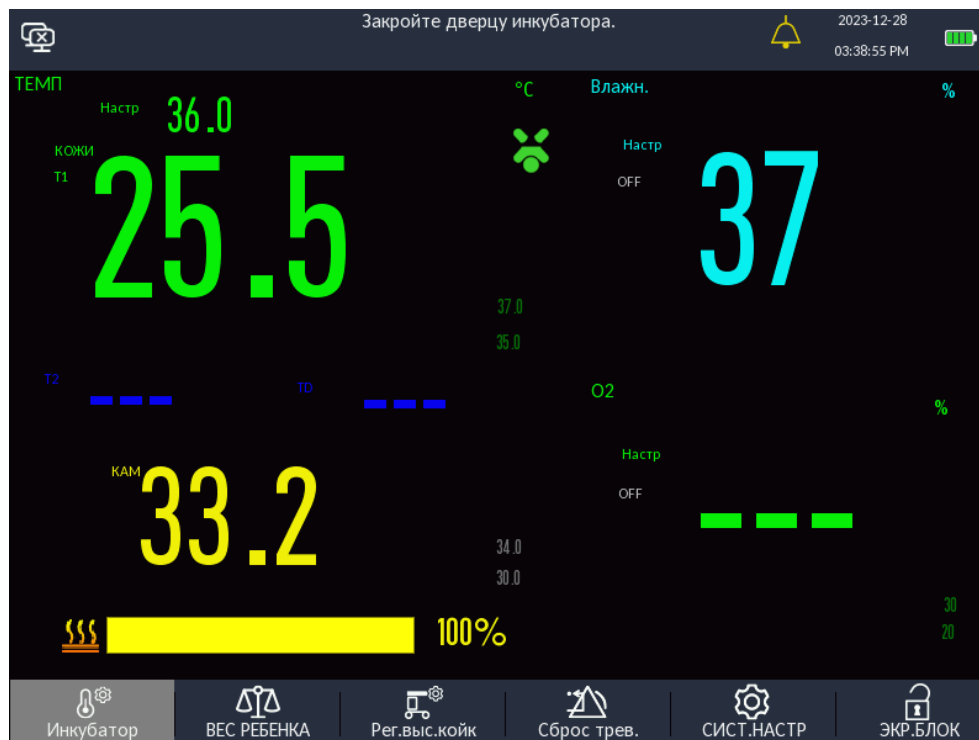 Закройте дверцу инкубатора.
2023-12-28
03:38:55 PM
ТЕМП
°C
Настр
36.0
КОЖИ
T1
25.5
37.0
35.0
T2
---
TD
---
КАМ
33.2
34.0
30.0
100%
Влажн.
%
Настр
OFF
37
O2
%
Настр
OFF
---
30
20
Инкубатор
ВЕС РЕБЕНКА
Рег.выс.койк
Сброс трев.
СИСТ.НАСТР
ЭКР.БЛОК